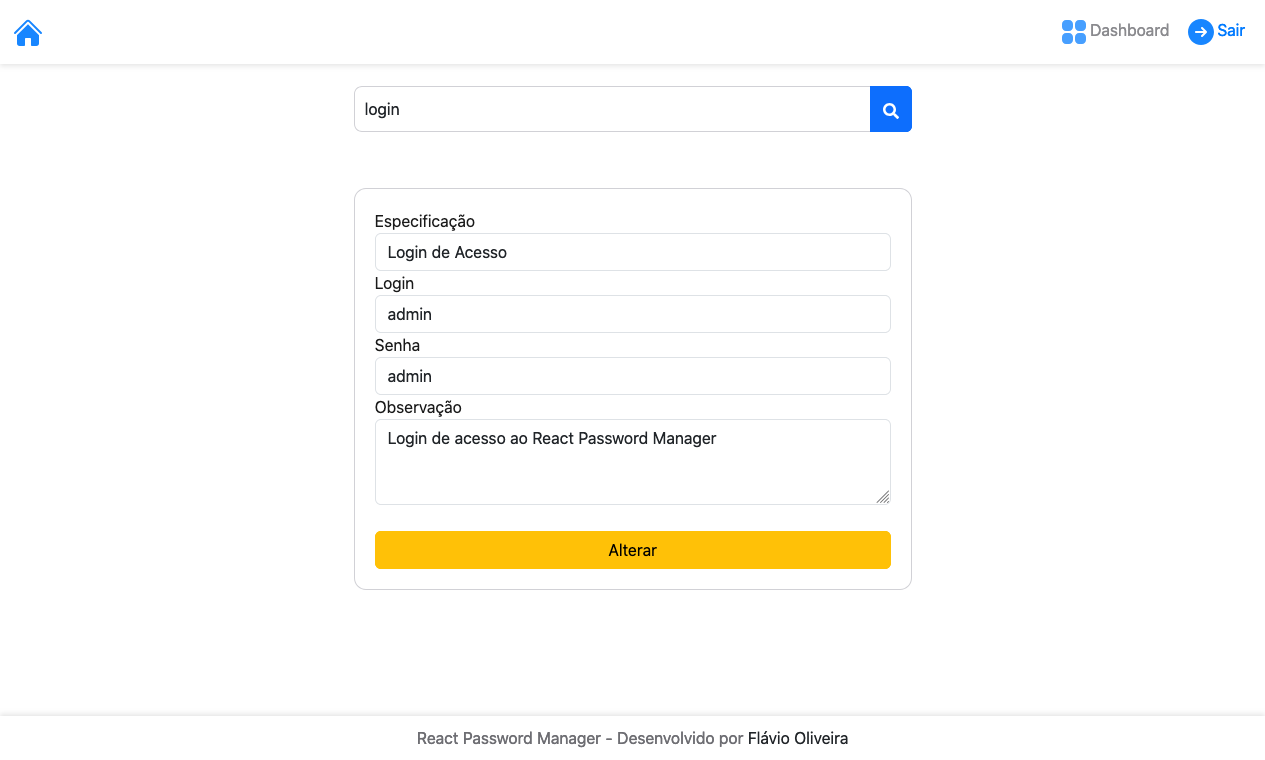 Dashboard
Sair
login
Especificação
Login de Acesso
Login
admin
Senha
admin
Observação
Login de acesso ao React Password Manager
Alterar
React Password Manager - Desenvolvido por Flávio Oliveira